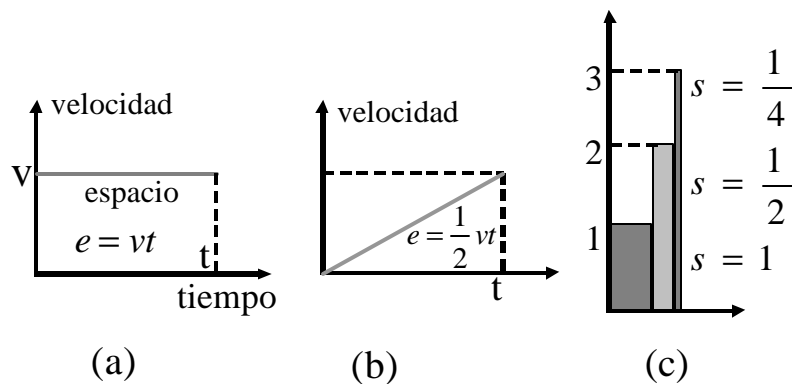 velocidad
v
espacio
e = vt
t
tiempo
(a)
velocidad
e = 1/2 vt
t
(b)
3
s = 1/4
2
s = 1/2
1
s = 1
(c)